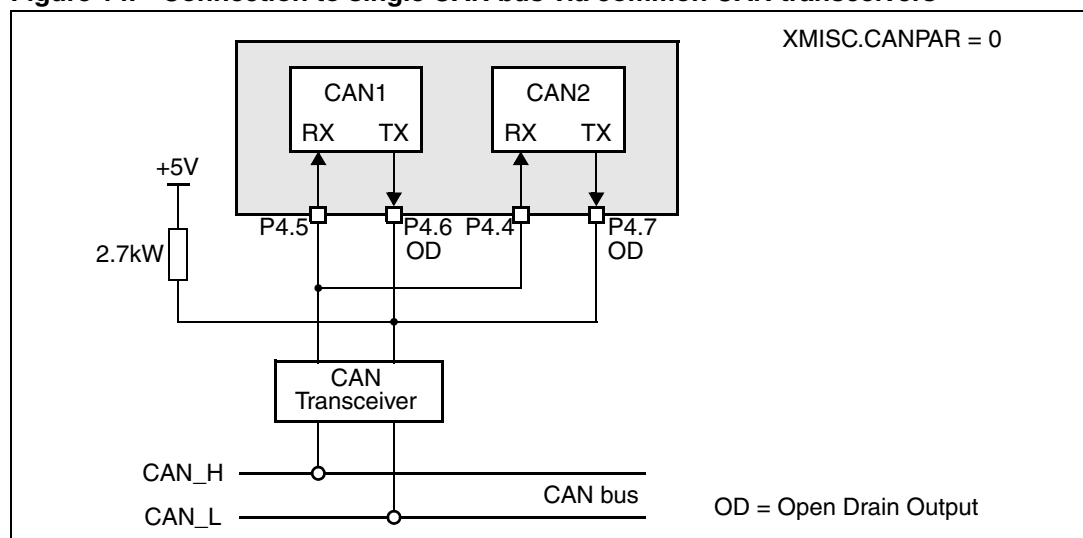 Figure 14. Connection to single CAN bus via common CAN transceivers
XMISC.CANPAR = 0
CAN1
CAN2
RX TX
RX TX
+5V
P4.5
P4.6
P4.4
P4.7
OD
OD
2.7kW
CAN
Transceiver
CAN_H
CAN bus
CAN_L
OD = Open Drain Output